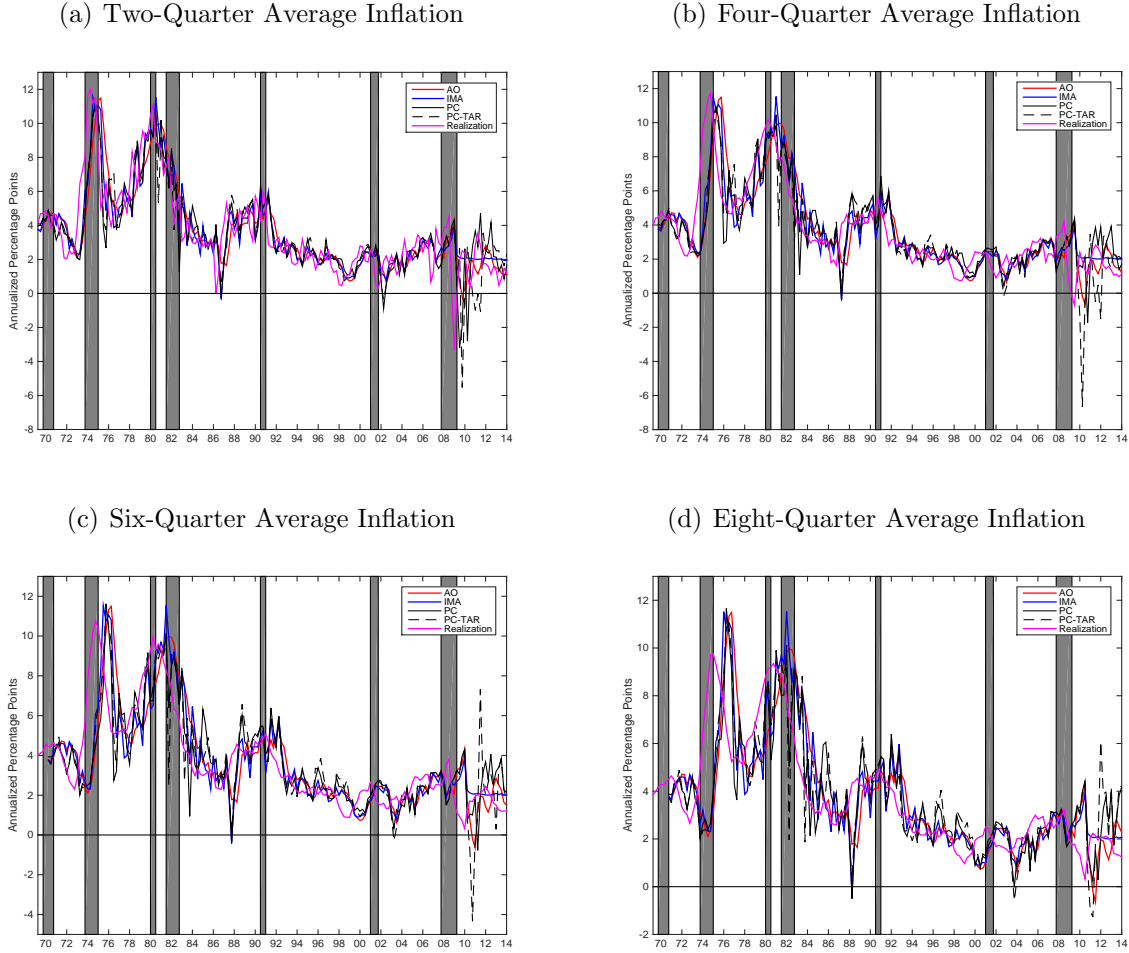 (a) Two-Quarter Average Inflation
(b) Four-Quarter Average Inflation
Annualized Percentage Points
12
10
8
6
4
2
0
-2
-4
-6
-8
70 72 74 76 78 80 82 84 86 88 90 92 94 96 98 00 02 04 06 08 10 12 14
AO
IMA
PC
PC-TAR
Realization
Annualized Percentage Points
12
10
8
6
4
2
0
-2
-4
-6
-8
70 72 74 76 78 80 82 84 86 88 90 92 94 96 98 00 02 04 06 08 10 12 14
AO
IMA
PC
PC-TAR
Realization
(c) Six-Quarter Average Inflation
(d) Eight-Quarter Average Inflation
Annualized Percentage Points
12
10
8
6
4
2
0
-2
-4
70 72 74 76 78 80 82 84 86 88 90 92 94 96 98 00 02 04 06 08 10 12 14
AO
IMA
PC
PC-TAR
Realization
Annualized Percentage Points
12
10
8
6
4
2
0
-2
70 72 74 76 78 80 82 84 86 88 90 92 94 96 98 00 02 04 06 08 10 12 14
AO
IMA
PC
PC-TAR
Realization